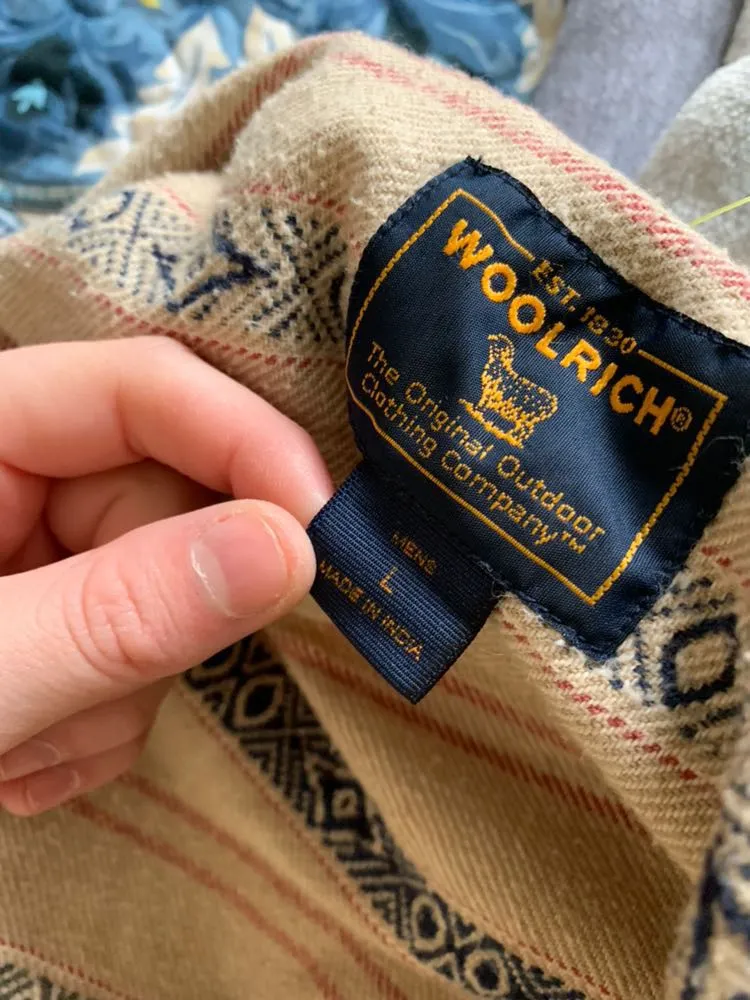 EST. 1830
WOOLRICH®
The Original Outdoor
Clothing Company™
MENS
L
MADE IN INDIA